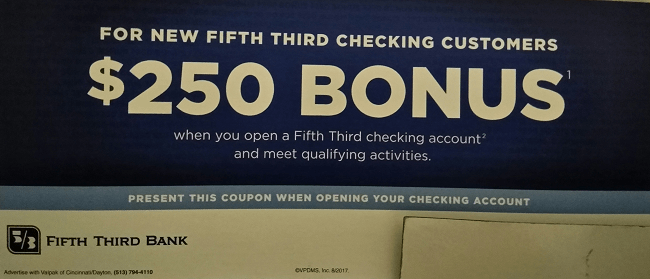 FOR NEW FIFTH THIRD CHECKING CUSTOMERS
$250 BONUS¹
when you open a Fifth Third checking account²
and meet qualifying activities.
PRESENT THIS COUPON WHEN OPENING YOUR CHECKING ACCOUNT
5/3 FIFTH THIRD BANK
Advertise with Valpak of Cincinnati/Dayton, (513) 794-4110 ©VPDMS, Inc. 8/2017